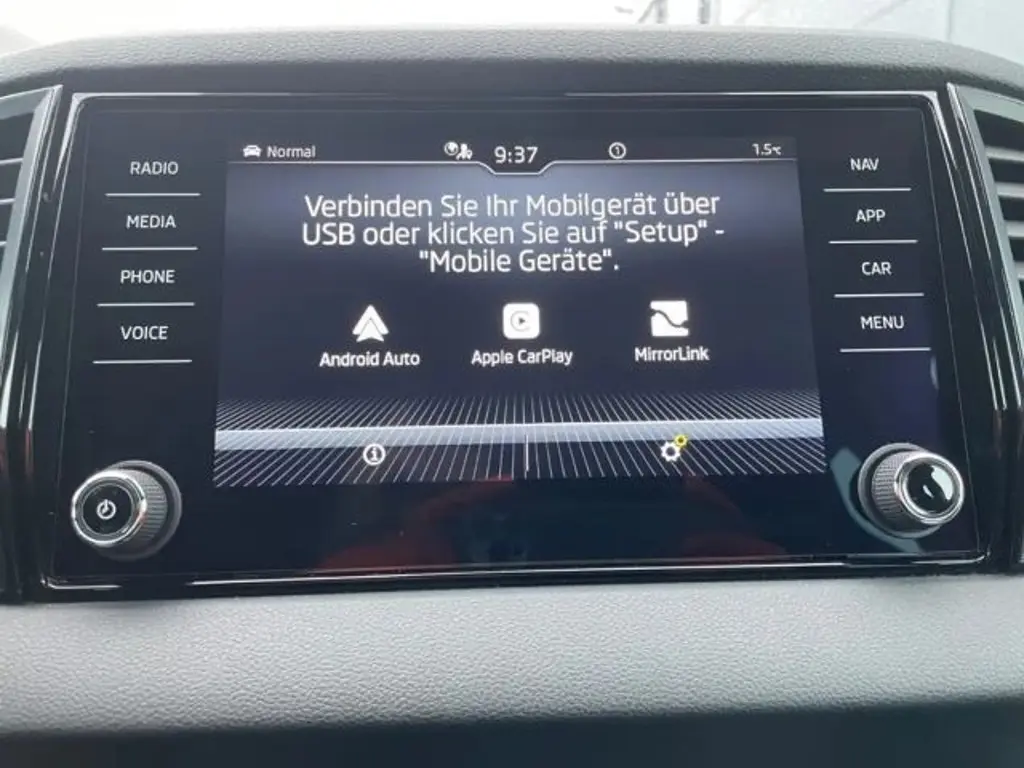 Normal 9:37 1 1.5℃
RADIO
MEDIA
PHONE
VOICE
Verbinden Sie Ihr Mobilgerät über
USB oder klicken Sie auf "Setup" -
"Mobile Geräte".
Android Auto
Apple CarPlay
MirrorLink
NAV
APP
CAR
MENU